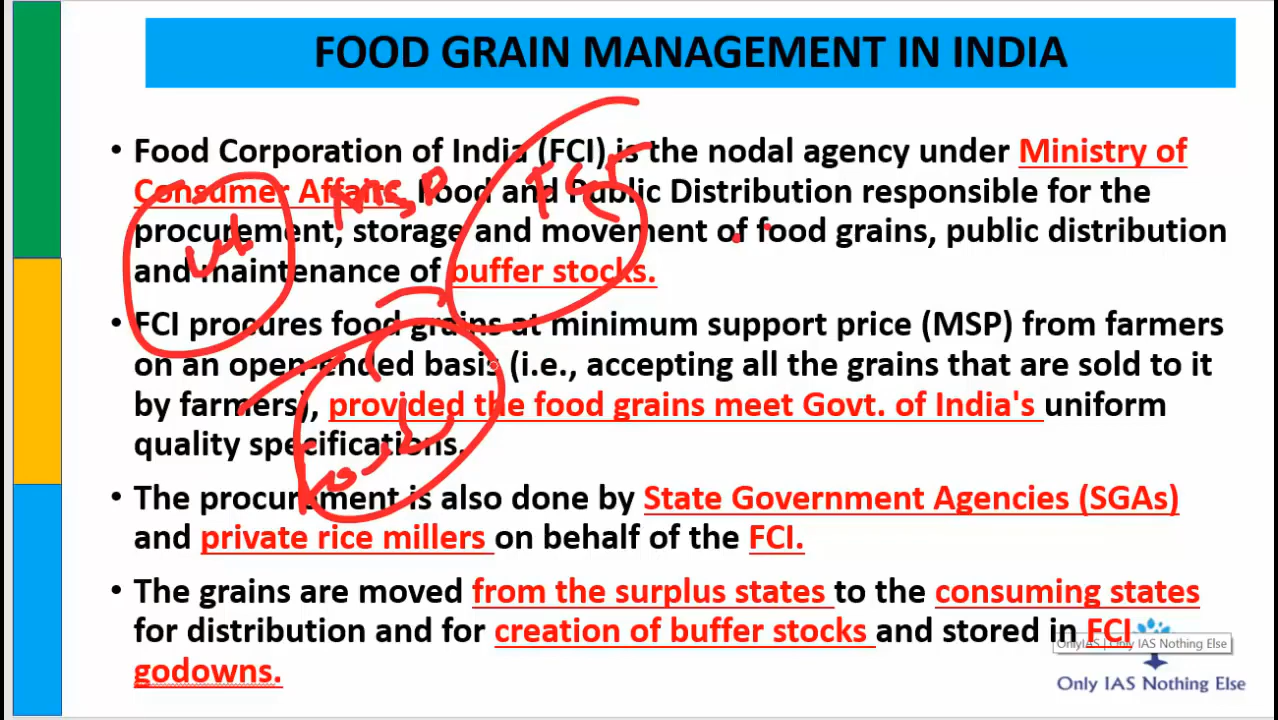 FOOD GRAIN MANAGEMENT IN INDIA
• Food Corporation of India (FCI) is the nodal agency under Ministry of
Consumer Affairs, Food and Public Distribution responsible for the
procurement, storage and movement of food grains, public distribution
and maintenance of buffer stocks.
• FCI procures food grains at minimum support price (MSP) from farmers
on an open-ended basis (i.e., accepting all the grains that are sold to it
by farmers), provided the food grains meet Govt. of India's uniform
quality specifications.
• The procurement is also done by State Government Agencies (SGAs)
and private rice millers on behalf of the FCI.
• The grains are moved from the surplus states to the consuming states
for distribution and for creation of buffer stocks and stored in FCI
godowns.
MSP
FCI
OnlyIAS | Only IAS Nothing Else
Only IAS Nothing Else